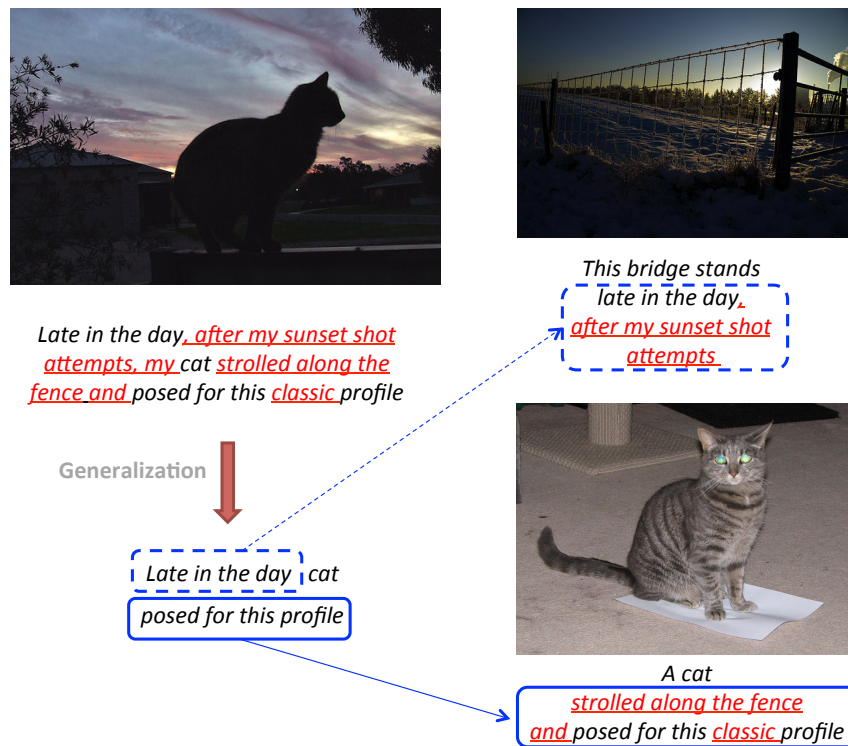 Late in the day, after my sunset shot
attempts, my cat strolled along the
fence and posed for this classic profile
Generalization
Late in the day cat
posed for this profile
This bridge stands
late in the day,
after my sunset shot
attempts
A cat
strolled along the fence
and posed for this classic profile